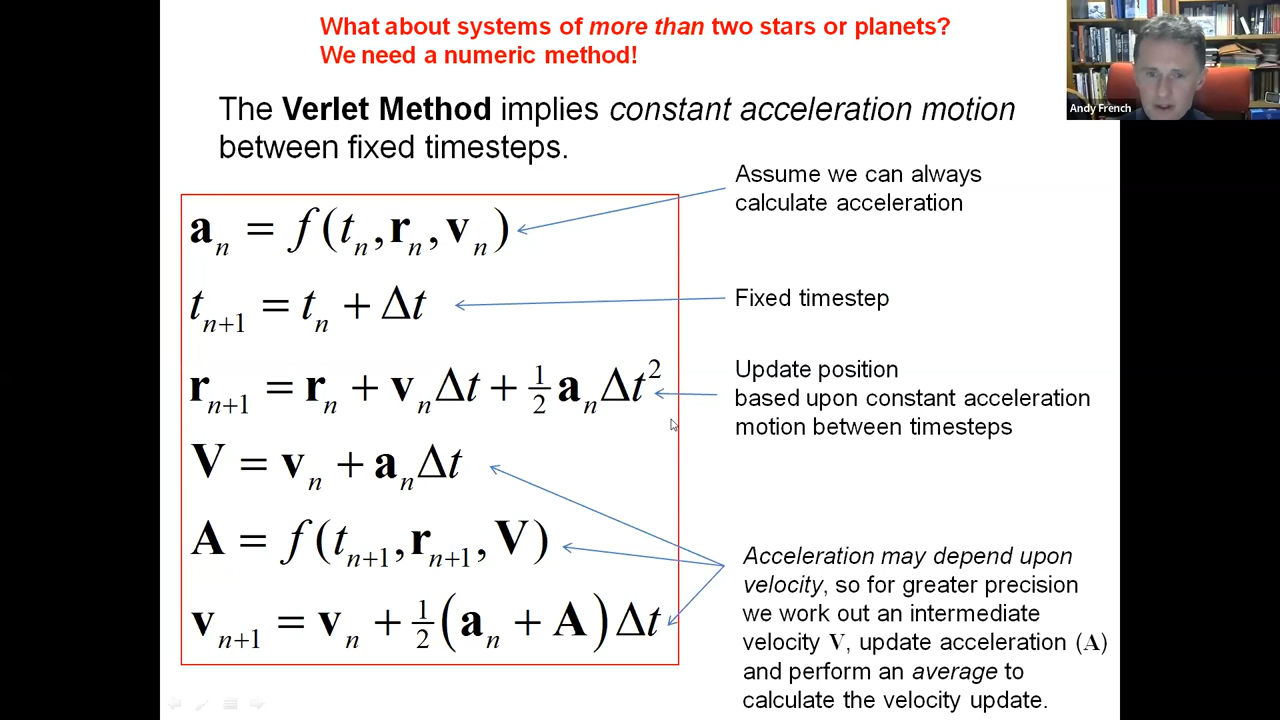 What about systems of more than two stars or planets?
We need a numeric method!
Andy French
The Verlet Method implies constant acceleration motion
between fixed timesteps.
Assume we can always
calculate acceleration
aₙ = f(tₙ, rₙ, vₙ)
tₙ₊₁ = tₙ + Δt
Fixed timestep
rₙ₊₁ = rₙ + vₙΔt + ½aₙΔt²
Update position
based upon constant acceleration
motion between timesteps
V = vₙ + aₙΔt
A = f(tₙ₊₁, rₙ₊₁, V)
vₙ₊₁ = vₙ + ½(aₙ + A)Δt
Acceleration may depend upon
velocity, so for greater precision
we work out an intermediate
velocity V, update acceleration (A)
and perform an average to
calculate the velocity update.